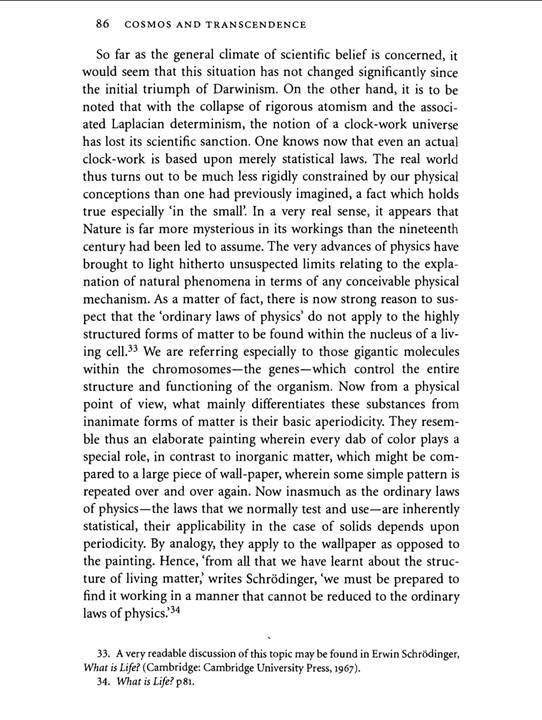 86 COSMOS AND TRANSCENDENCE
So far as the general climate of scientific belief is concerned, it
would seem that this situation has not changed significantly since
the initial triumph of Darwinism. On the other hand, it is to be
noted that with the collapse of rigorous atomism and the associ-
ated Laplacian determinism, the notion of a clock-work universe
has lost its scientific sanction. One knows now that even an actual
clock-work is based upon merely statistical laws. The real world
thus turns out to be much less rigidly constrained by our physical
conceptions than one had previously imagined, a fact which holds
true especially ‘in the small’. In a very real sense, it appears that
Nature is far more mysterious in its workings than the nineteenth
century had been led to assume. The very advances of physics have
brought to light hitherto unsuspected limits relating to the expla-
nation of natural phenomena in terms of any conceivable physical
mechanism. As a matter of fact, there is now strong reason to sus-
pect that the ‘ordinary laws of physics’ do not apply to the highly
structured forms of matter to be found within the nucleus of a liv-
ing cell.33 We are referring especially to those gigantic molecules
within the chromosomes—the genes—which control the entire
structure and functioning of the organism. Now from a physical
point of view, what mainly differentiates these substances from
inanimate forms of matter is their basic aperiodicity. They resem-
ble thus an elaborate painting wherein every dab of color plays a
special role, in contrast to inorganic matter, which might be com-
pared to a large piece of wall-paper, wherein some simple pattern is
repeated over and over again. Now inasmuch as the ordinary laws
of physics—the laws that we normally test and use—are inherently
statistical, their applicability in the case of solids depends upon
periodicity. By analogy, they apply to the wallpaper as opposed to
the painting. Hence, ‘from all that we have learnt about the struc-
ture of living matter,’ writes Schrödinger, ‘we must be prepared to
find it working in a manner that cannot be reduced to the ordinary
laws of physics.’34
33. A very readable discussion of this topic may be found in Erwin Schrödinger,
What is Life? (Cambridge: Cambridge University Press, 1967).
34. What is Life? p81.